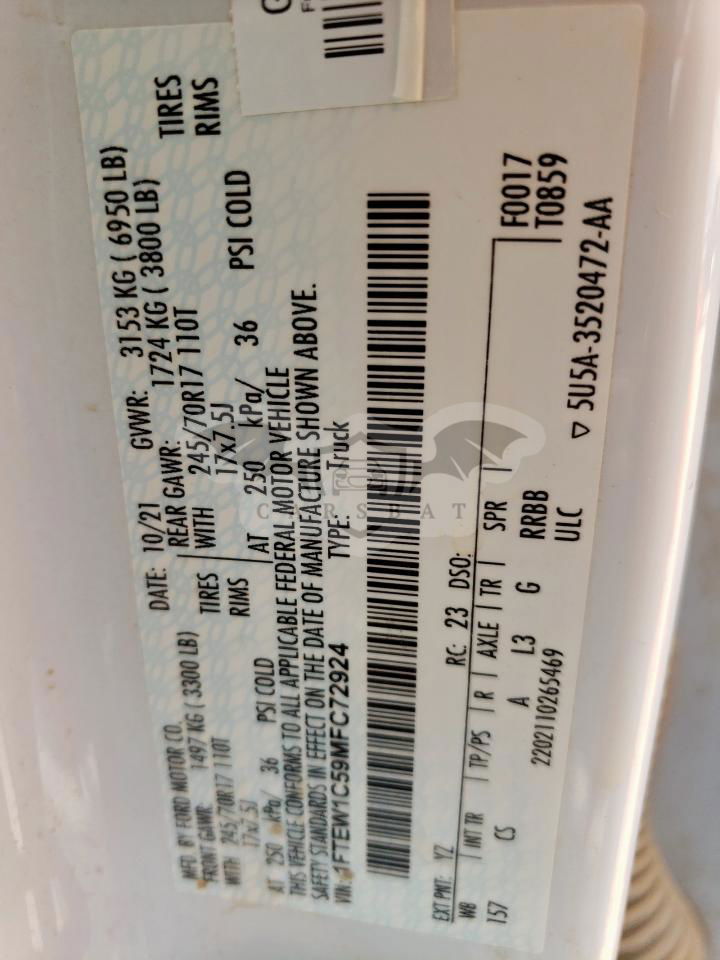 MFD. BY FORD MOTOR CO.
DATE: 10/21 GVWR: 3153 KG ( 6950 LB)
FRONT GAWR: 1497 KG ( 3300 LB) REAR GAWR: 1724 KG ( 3800 LB)
WITH 245/70R17 110T TIRES WITH 245/70R17 110T TIRES
17x7.5J RIMS 17x7.5J RIMS
AT 250 kPa/ 36 PSI COLD AT 250 kPa/ 36 PSI COLD
THIS VEHICLE CONFORMS TO ALL APPLICABLE FEDERAL MOTOR VEHICLE
SAFETY STANDARDS IN EFFECT ON THE DATE OF MANUFACTURE SHOWN ABOVE.
VIN: 1FTEW1C59MFC72924 TYPE: Truck
EXT PNT: YZ RC: 23 DSO: F0017
T0859
WB | INT TR | TP/PS | R | AXLE | TR | SPR |
157 CS A L3 G RRBB
2202110265469 ULC ▽ 5U5A-3520472-AA
CARSBAT